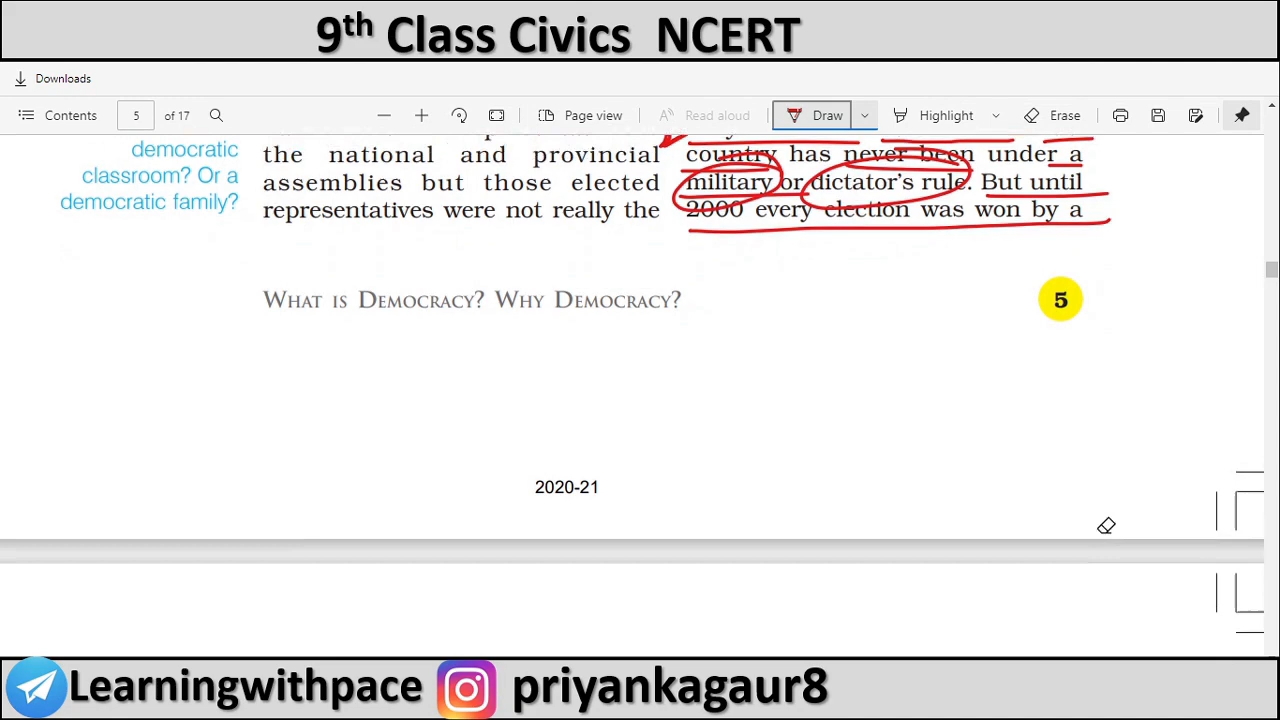 9th Class Civics NCERT
Downloads
Contents
5
of 17
Page view
Read aloud
Draw
Highlight
Erase
democratic
classroom? Or a
democratic family?
the national and provincial
assemblies but those elected
representatives were not really the
country has never been under a
military or dictator's rule. But until
2000 every election was won by a
What is Democracy? Why Democracy?
5
2020-21
Learningwithpace
priyankagaur8